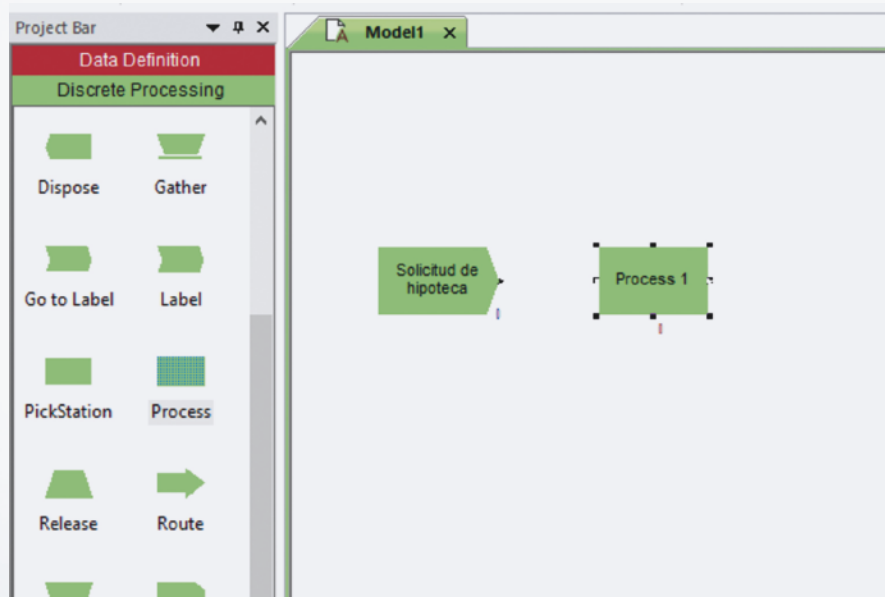 Project Bar
Model1
Data Definition
Discrete Processing
Dispose
Gather
Go to Label
Label
PickStation
Process
Release
Route
Solicitud de
hipoteca
Process 1